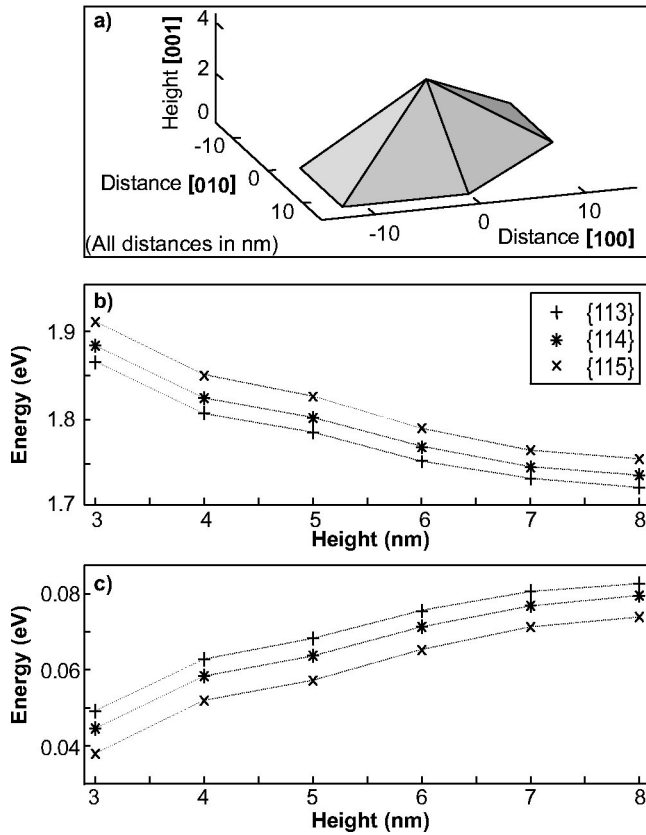 a)
4
2
0
Height [001]
-10
0
10
Distance [010]
(All distances in nm)
-10
0
10
Distance [100]
b)
1.9
1.8
1.7
Energy (eV)
{113}
{114}
{115}
3 4 5 6 7 8
Height (nm)
c)
0.08
0.06
0.04
Energy (eV)
3 4 5 6 7 8
Height (nm)